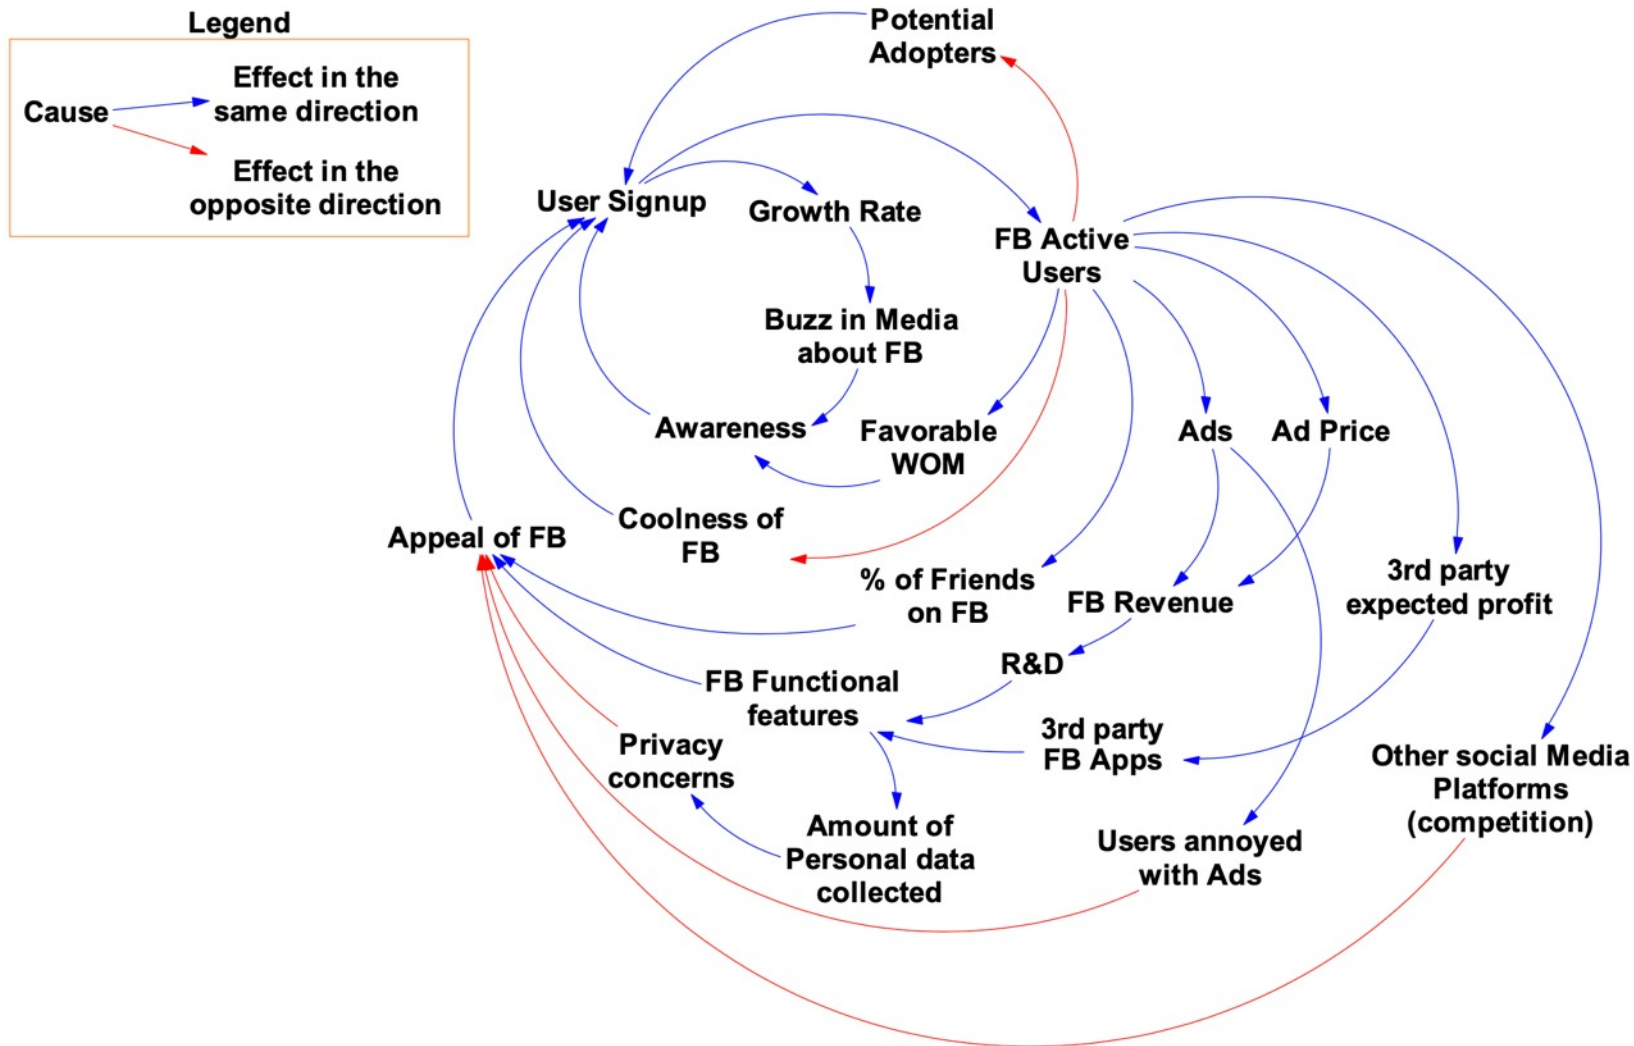 Legend
Cause
Effect in the
same direction
Effect in the
opposite direction
Potential
Adopters
User Signup
Growth Rate
FB Active
Users
Buzz in Media
about FB
Awareness
Favorable
WOM
Ads
Ad Price
Coolness of
FB
Appeal of FB
% of Friends
on FB
FB Revenue
3rd party
expected profit
R&D
FB Functional
features
3rd party
FB Apps
Privacy
concerns
Other social Media
Platforms
(competition)
Amount of
Personal data
collected
Users annoyed
with Ads